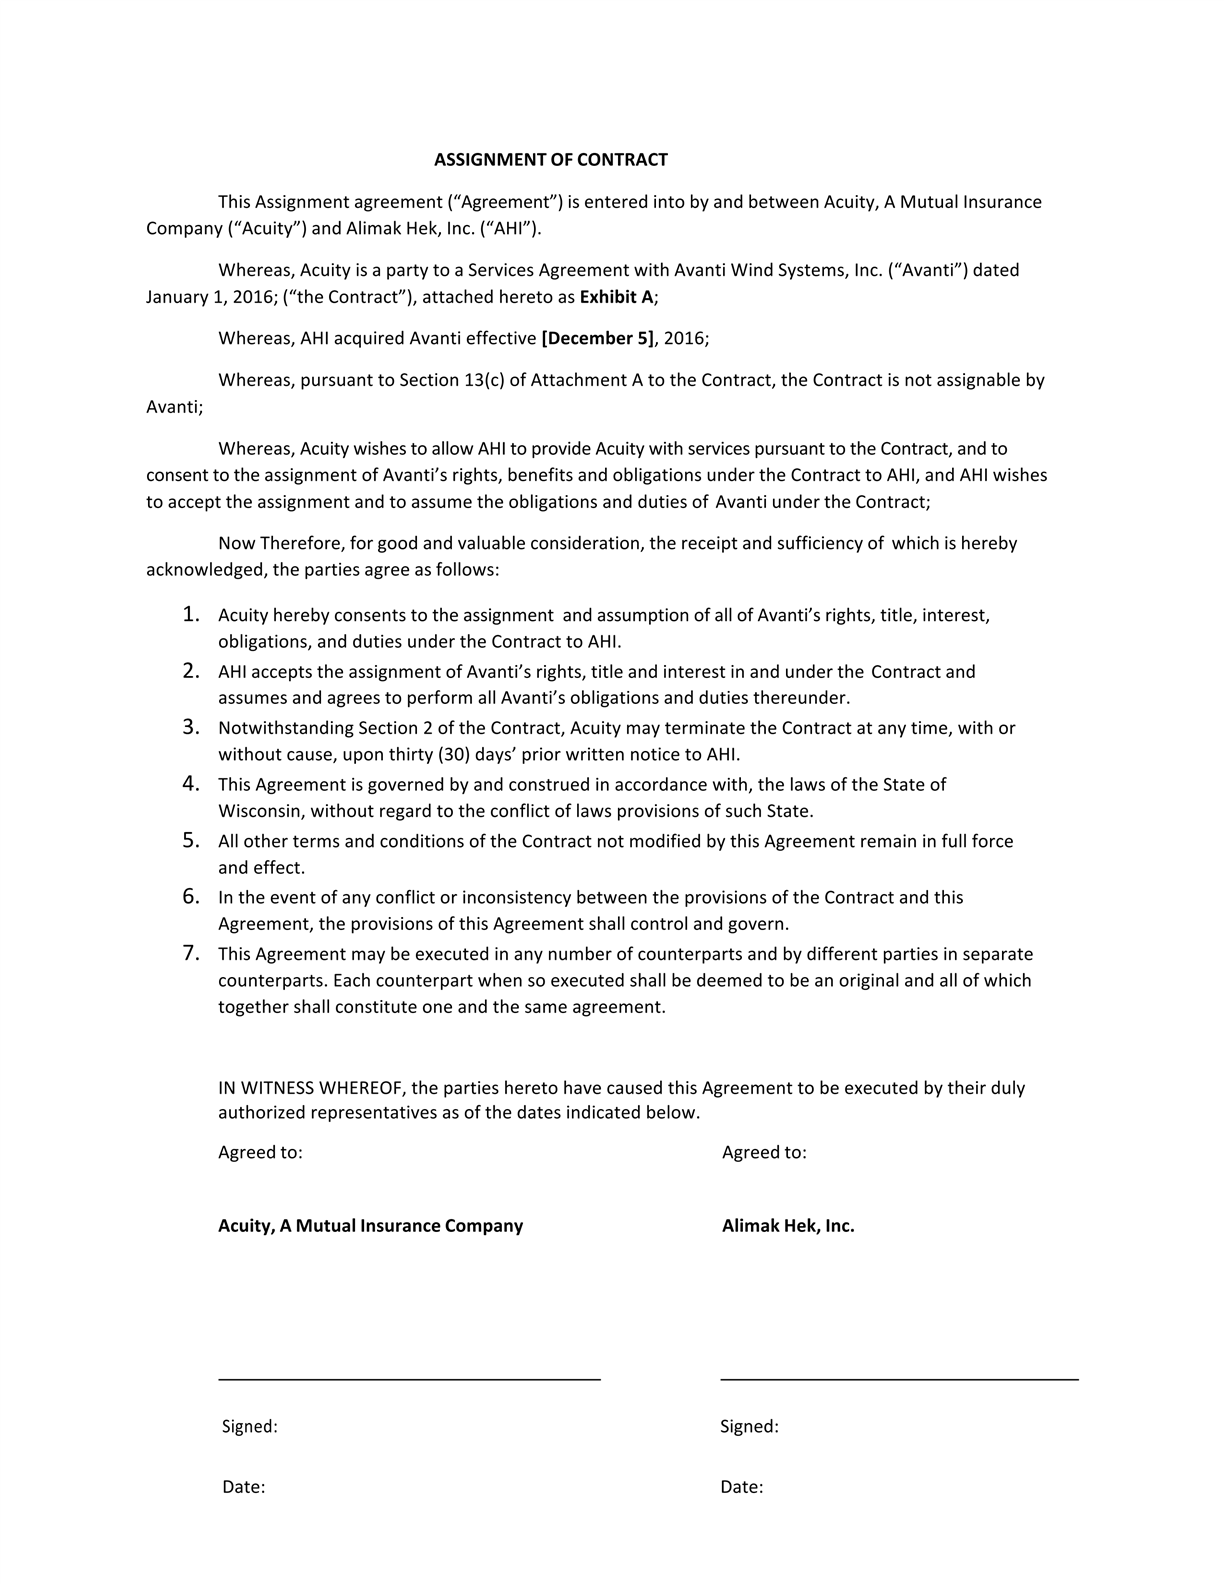 ASSIGNMENT OF CONTRACT
This Assignment agreement (“Agreement”) is entered into by and between Acuity, A Mutual Insurance
Company (“Acuity”) and Alimak Hek, Inc. (“AHI”).
Whereas, Acuity is a party to a Services Agreement with Avanti Wind Systems, Inc. (“Avanti”) dated
January 1, 2016; (“the Contract”), attached hereto as Exhibit A;
Whereas, AHI acquired Avanti effective [December 5], 2016;
Whereas, pursuant to Section 13(c) of Attachment A to the Contract, the Contract is not assignable by
Avanti;
Whereas, Acuity wishes to allow AHI to provide Acuity with services pursuant to the Contract, and to
consent to the assignment of Avanti’s rights, benefits and obligations under the Contract to AHI, and AHI wishes
to accept the assignment and to assume the obligations and duties of Avanti under the Contract;
Now Therefore, for good and valuable consideration, the receipt and sufficiency of which is hereby
acknowledged, the parties agree as follows:
1. Acuity hereby consents to the assignment and assumption of all of Avanti’s rights, title, interest,
obligations, and duties under the Contract to AHI.
2. AHI accepts the assignment of Avanti’s rights, title and interest in and under the Contract and
assumes and agrees to perform all Avanti’s obligations and duties thereunder.
3. Notwithstanding Section 2 of the Contract, Acuity may terminate the Contract at any time, with or
without cause, upon thirty (30) days’ prior written notice to AHI.
4. This Agreement is governed by and construed in accordance with, the laws of the State of
Wisconsin, without regard to the conflict of laws provisions of such State.
5. All other terms and conditions of the Contract not modified by this Agreement remain in full force
and effect.
6. In the event of any conflict or inconsistency between the provisions of the Contract and this
Agreement, the provisions of this Agreement shall control and govern.
7. This Agreement may be executed in any number of counterparts and by different parties in separate
counterparts. Each counterpart when so executed shall be deemed to be an original and all of which
together shall constitute one and the same agreement.
IN WITNESS WHEREOF, the parties hereto have caused this Agreement to be executed by their duly
authorized representatives as of the dates indicated below.
Agreed to: Agreed to:
Acuity, A Mutual Insurance Company Alimak Hek, Inc.
Signed: Signed:
Date: Date: